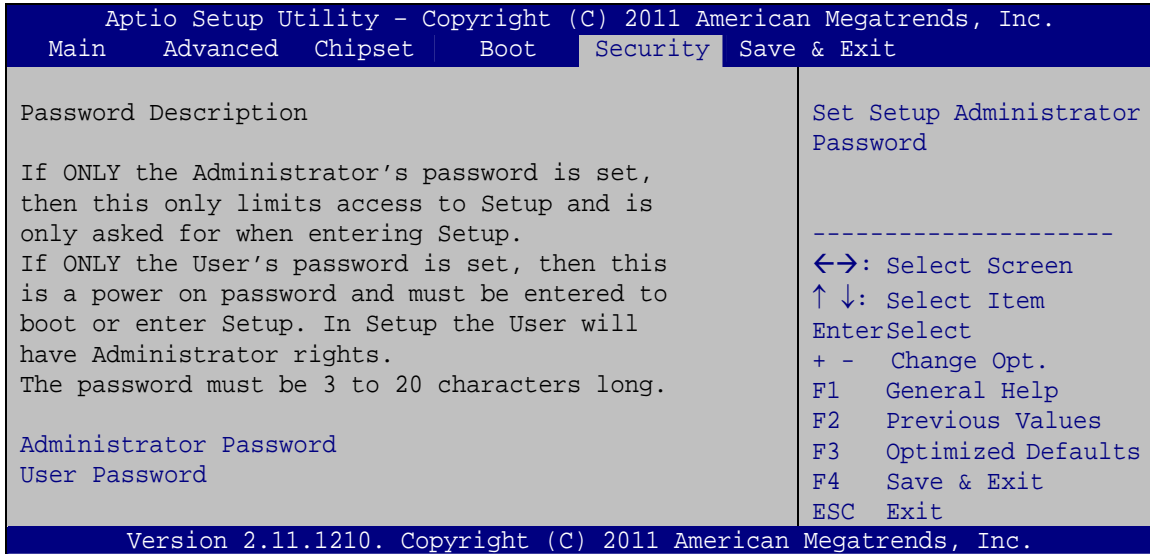 Aptio Setup Utility – Copyright (C) 2011 American Megatrends, Inc.
Main Advanced Chipset Boot Security Save & Exit
Password Description
If ONLY the Administrator’s password is set,
then this only limits access to Setup and is
only asked for when entering Setup.
If ONLY the User’s password is set, then this
is a power on password and must be entered to
boot or enter Setup. In Setup the User will
have Administrator rights.
The password must be 3 to 20 characters long.
Administrator Password
User Password
Set Setup Administrator
Password
---------------------
←→: Select Screen
↑ ↓: Select Item
EnterSelect
+ - Change Opt.
F1 General Help
F2 Previous Values
F3 Optimized Defaults
F4 Save & Exit
ESC Exit
Version 2.11.1210. Copyright (C) 2011 American Megatrends, Inc.